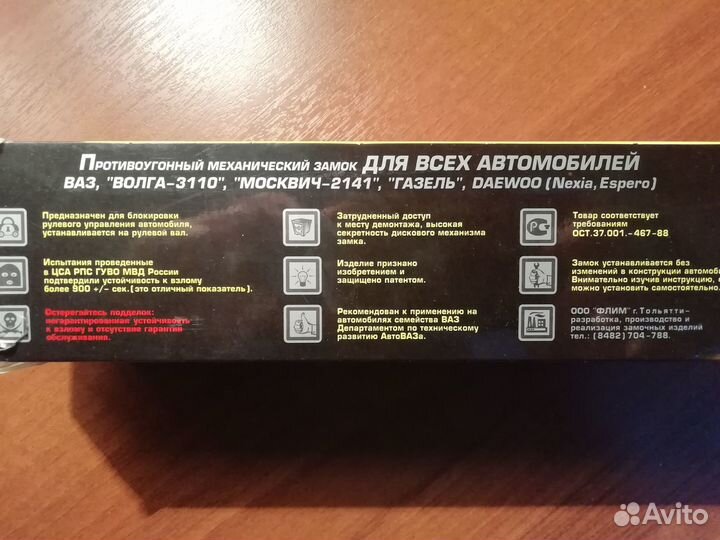 Противоугонный механический замок ДЛЯ ВСЕХ АВТОМОБИЛЕЙ
ВАЗ, "ВОЛГА-3110", "МОСКВИЧ-2141", "ГАЗЕЛЬ", DAEWOO (Nexia, Espero)
Предназначен для блокировки
рулевого управления автомобиля,
устанавливается на рулевой вал.
Затрудненный доступ
к месту демонтажа, высокая
секретность дискового механизма
замка.
Товар соответствует
требованиям
ОСТ.37.001.-467-88
Испытания проведенные
в ЦСА РПС ГУВО МВД России
подтвердили устойчивость к взлому
более 900 +/- сек.(это отличный показатель).
Изделие признано
изобретением и
защищено патентом.
Замок устанавливается без
изменений в конструкции автомоби
Внимательно изучив инструкцию,
можно установить самостоятельно.
Остерегайтесь подделок:
негарантированная устойчивость
к взлому и отсутствие гарантии
обслуживания.
Рекомендован к применению на
автомобилях семейства ВАЗ
Департаментом по техническому
развитию АвтоВАЗа.
ООО "ФЛИМ" г.Тольятти-
разработка, производство и
реализация замочных изделий
тел.: (8482) 704-788.
Avito